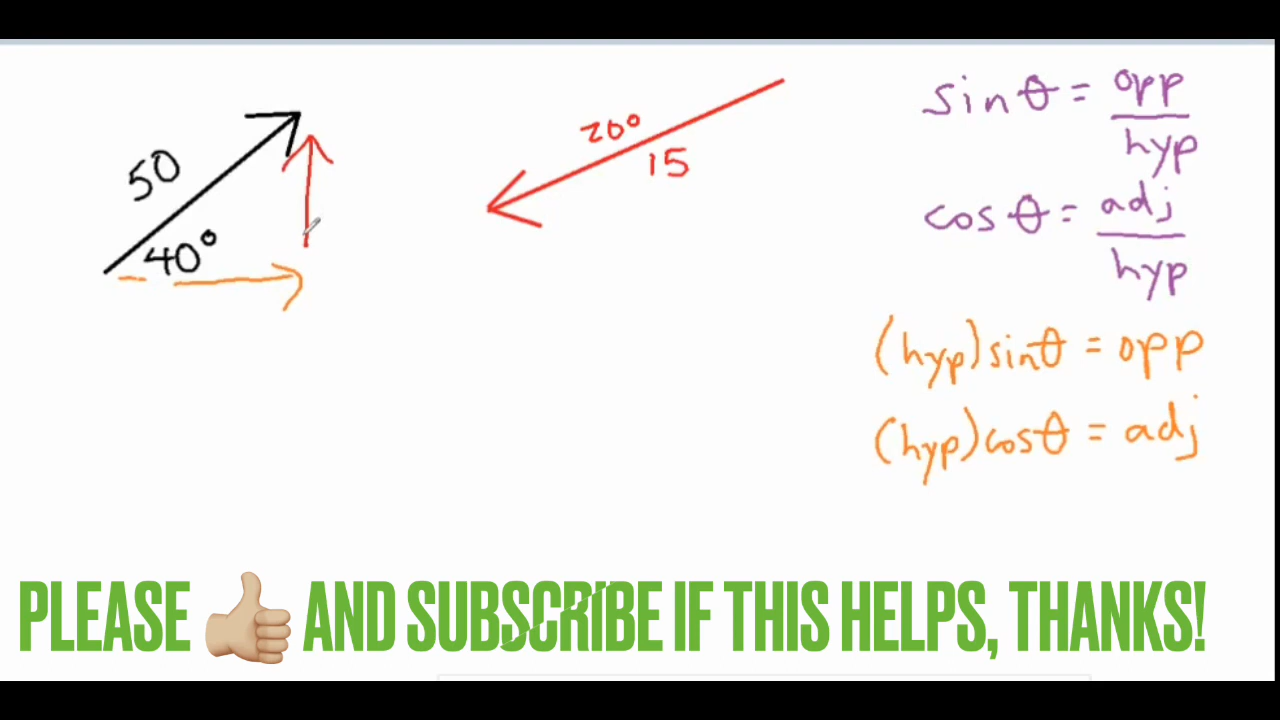 50
40°
20°
15
sin θ = opp/hyp
cos θ = adj/hyp
(hyp) sin θ = opp
(hyp) cos θ = adj
PLEASE 👍🏼 AND SUBSCRIBE IF THIS HELPS, THANKS!